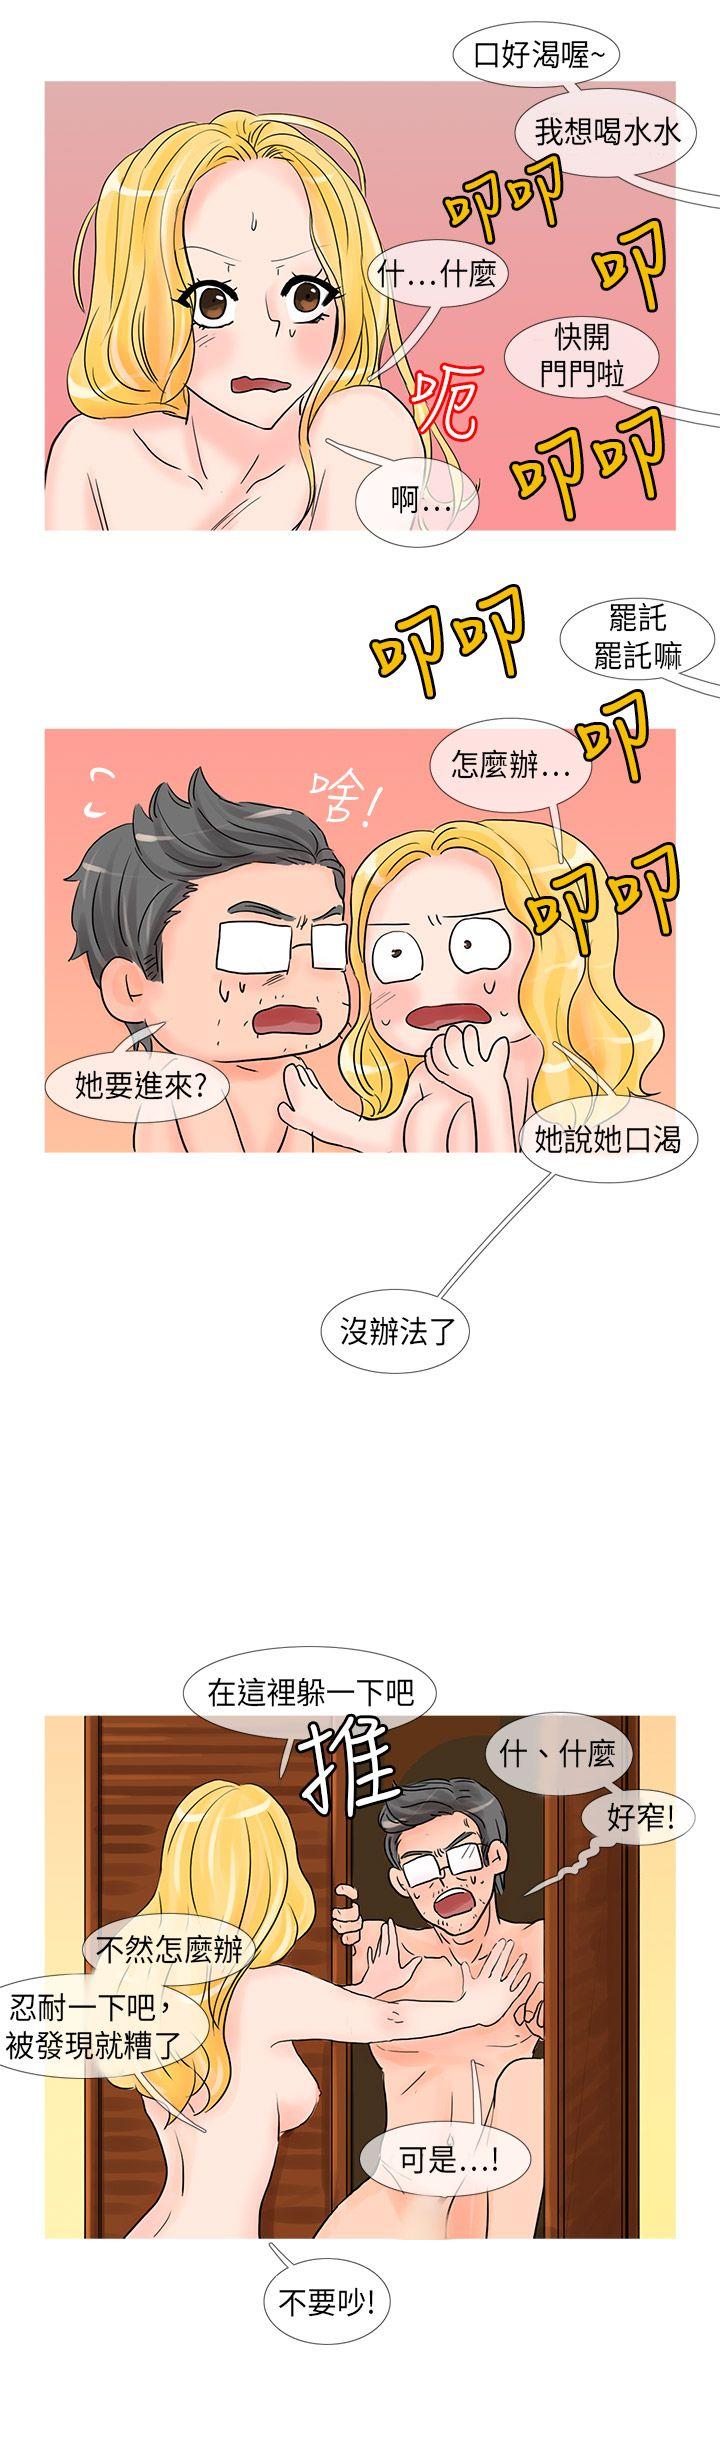 口好渴喔~
我想喝水水
叩叩
叩
什...什麼
快開
門門啦
呃
叩叩
啊...
叩叩
罷託
罷託嘛
叩
怎麼辦...
啥!
叩叩
她要進來?
她說她口渴
沒辦法了
在這裡躲一下吧
推
什、什麼
好窄!
不然怎麼辦
忍耐一下吧，
被發現就糟了
可是...!
不要吵!